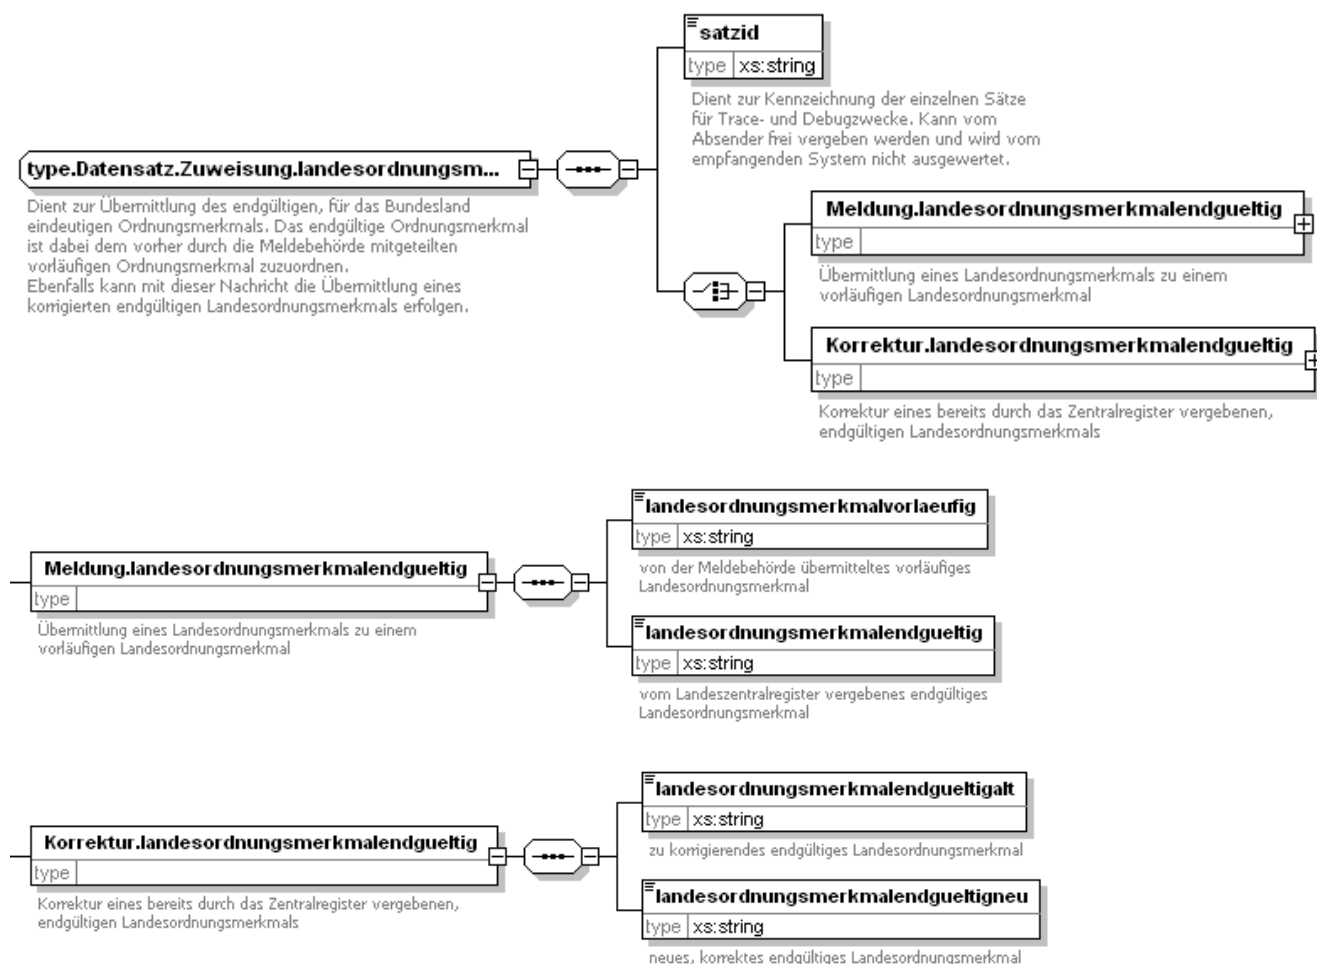 satzid
type xs:string
Dient zur Kennzeichnung der einzelnen Sätze
für Trace- und Debugzwecke. Kann vom
Absender frei vergeben werden und wird vom
empfangenden System nicht ausgewertet.
type.Datensatz.Zuweisung.landesordnungsm...
Dient zur Übermittlung des endgültigen, für das Bundesland
eindeutigen Ordnungsmerkmals. Das endgültige Ordnungsmerkmal
ist dabei dem vorher durch die Meldebehörde mitgeteilten
vorläufigen Ordnungsmerkmal zuzuordnen.
Ebenfalls kann mit dieser Nachricht die Übermittlung eines
korrigierten endgültigen Landesordnungsmerkmals erfolgen.
Meldung.landesordnungsmerkmalendgueltig
type
Übermittlung eines Landesordnungsmerkmals zu einem
vorläufigen Landesordnungsmerkmal
Korrektur.landesordnungsmerkmalendgueltig
type
Korrektur eines bereits durch das Zentralregister vergebenen,
endgültigen Landesordnungsmerkmals
landesordnungsmerkmalvorlaeufig
type xs:string
von der Meldebehörde übermitteltes vorläufiges
Landesordnungsmerkmal
Meldung.landesordnungsmerkmalendgueltig
type
Übermittlung eines Landesordnungsmerkmals zu einem
vorläufigen Landesordnungsmerkmal
landesordnungsmerkmalendgueltig
type xs:string
vom Landeszentralregister vergebenes endgültiges
Landesordnungsmerkmal
landesordnungsmerkmalendgueltigalt
type xs:string
zu korrigierendes endgültiges Landesordnungsmerkmal
Korrektur.landesordnungsmerkmalendgueltig
type
Korrektur eines bereits durch das Zentralregister vergebenen,
endgültigen Landesordnungsmerkmals
landesordnungsmerkmalendgueltigneu
type xs:string
neues, korrektes endgültiges Landesordnungsmerkmal